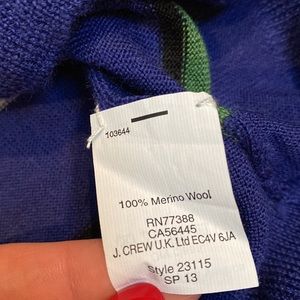 103644
100% Merino Wool
RN77388
CA56445
J. CREW U.K. Ltd EC4V 6JA
Style 23115
SP 13